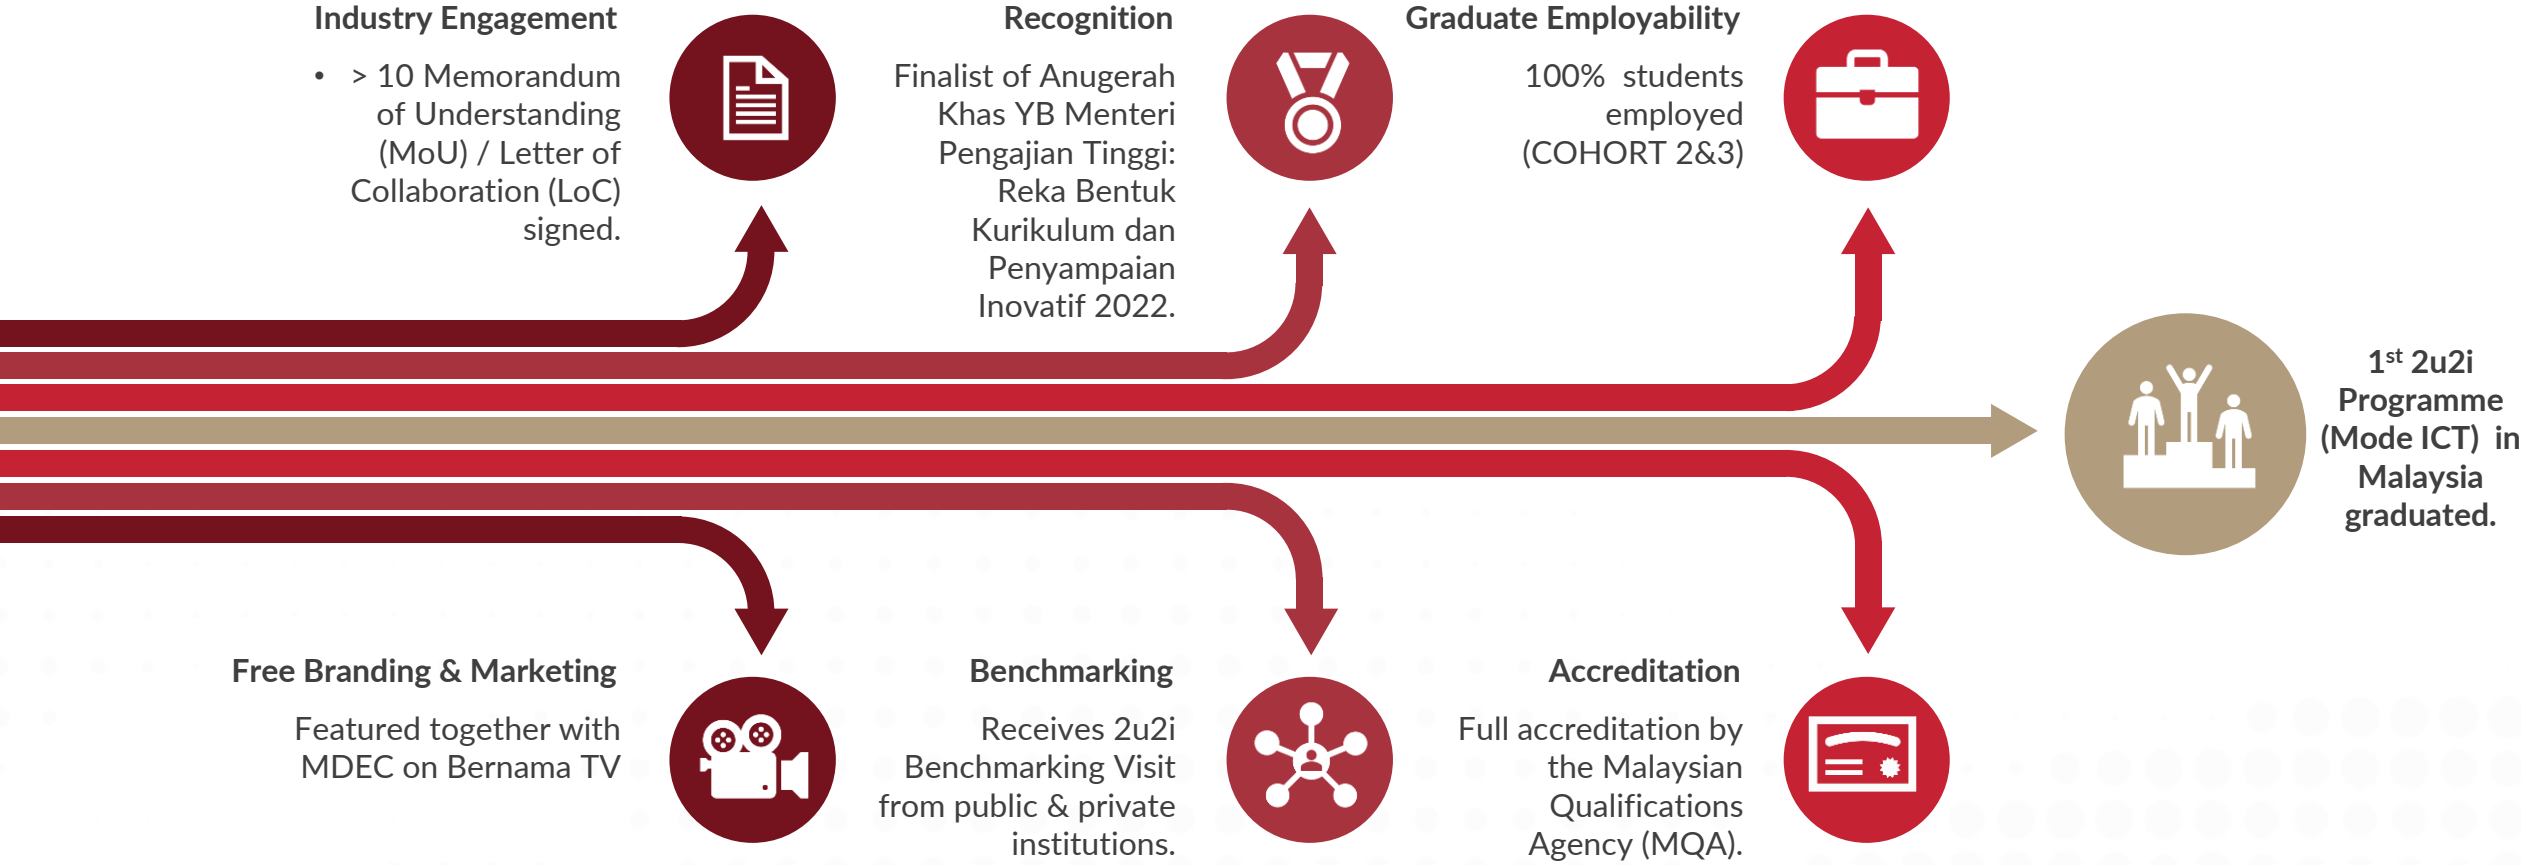 Industry Engagement
• > 10 Memorandum
of Understanding
(MoU) / Letter of
Collaboration (LoC)
signed.
Recognition
Finalist of Anugerah
Khas YB Menteri
Pengajian Tinggi:
Reka Bentuk
Kurikulum dan
Penyampaian
Inovatif 2022.
Graduate Employability
100% students
employed
(COHORT 2&3)
1st 2u2i
Programme
(Mode ICT) in
Malaysia
graduated.
Free Branding & Marketing
Featured together with
MDEC on Bernama TV
Benchmarking
Receives 2u2i
Benchmarking Visit
from public & private
institutions.
Accreditation
Full accreditation by
the Malaysian
Qualifications
Agency (MQA).